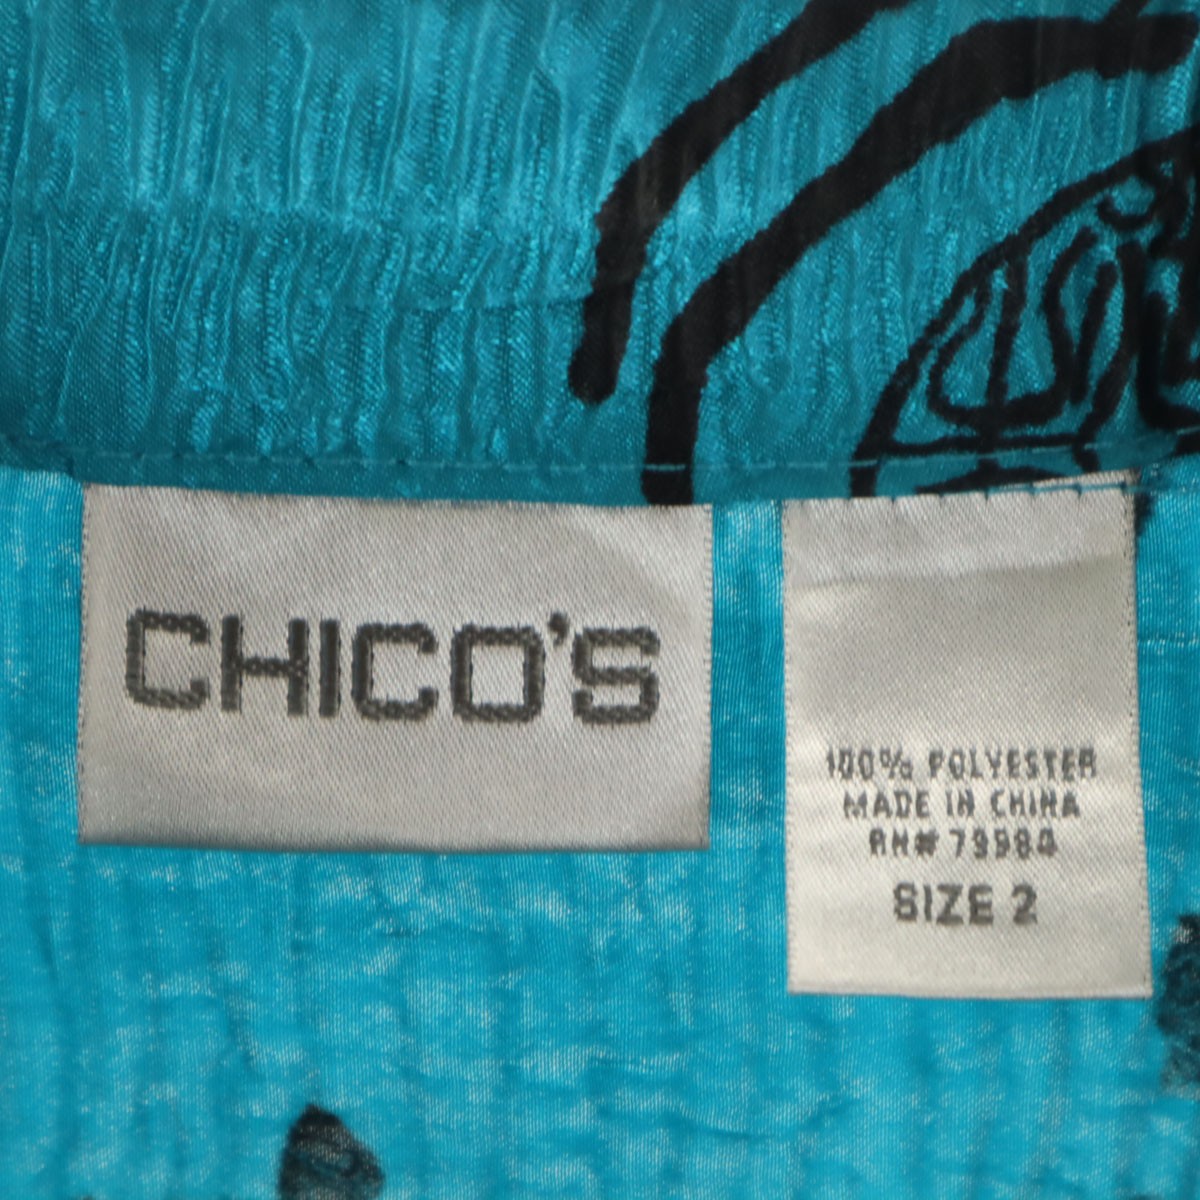 CHICO'S
100% POLYESTER
MADE IN CHINA
RN# 79984
SIZE 2